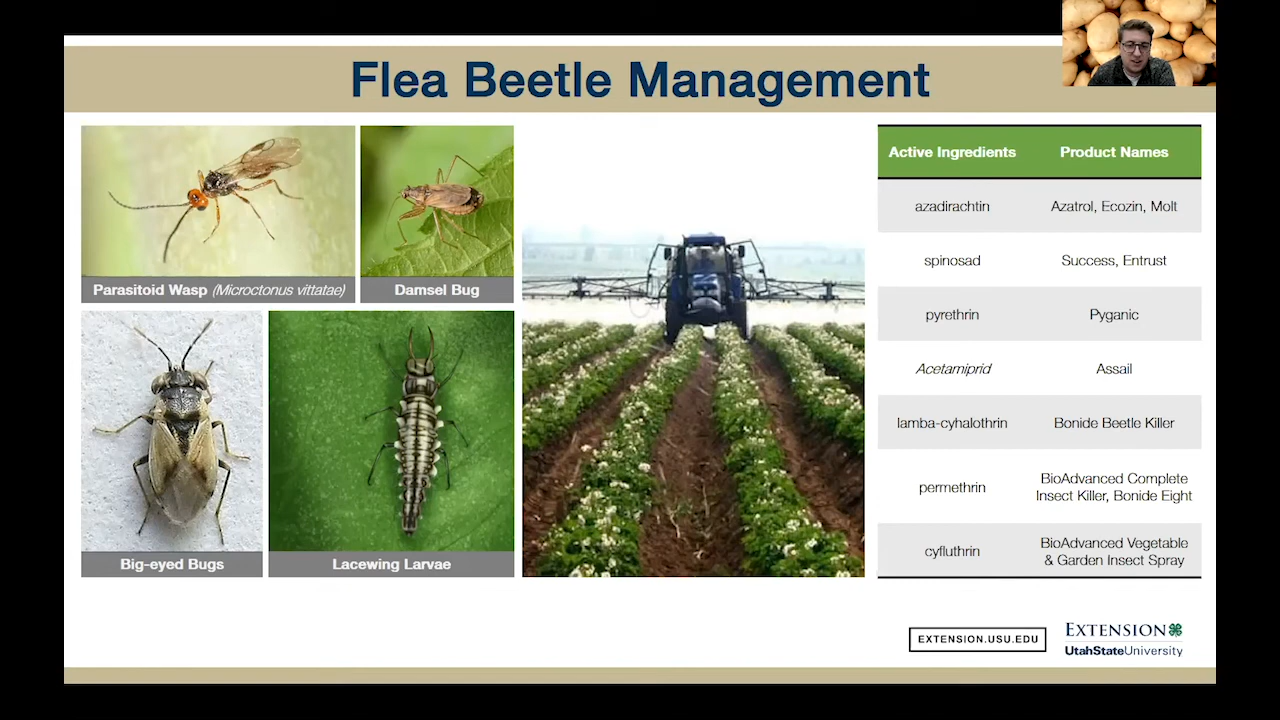 Flea Beetle Management
Parasitoid Wasp (Microctonus vittatae)
Damsel Bug
Big-eyed Bugs
Lacewing Larvae
Active Ingredients Product Names
azadirachtin Azatrol, Ecozin, Molt
spinosad Success, Entrust
pyrethrin Pyganic
Acetamiprid Assail
lamba-cyhalothrin Bonide Beetle Killer
permethrin BioAdvanced Complete
Insect Killer, Bonide Eight
cyfluthrin BioAdvanced Vegetable
& Garden Insect Spray
EXTENSION.USU.EDU
EXTENSION
UtahStateUniversity